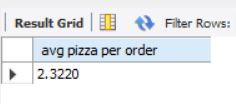 Result Grid Filter Rows:
avg pizza per order
2.3220